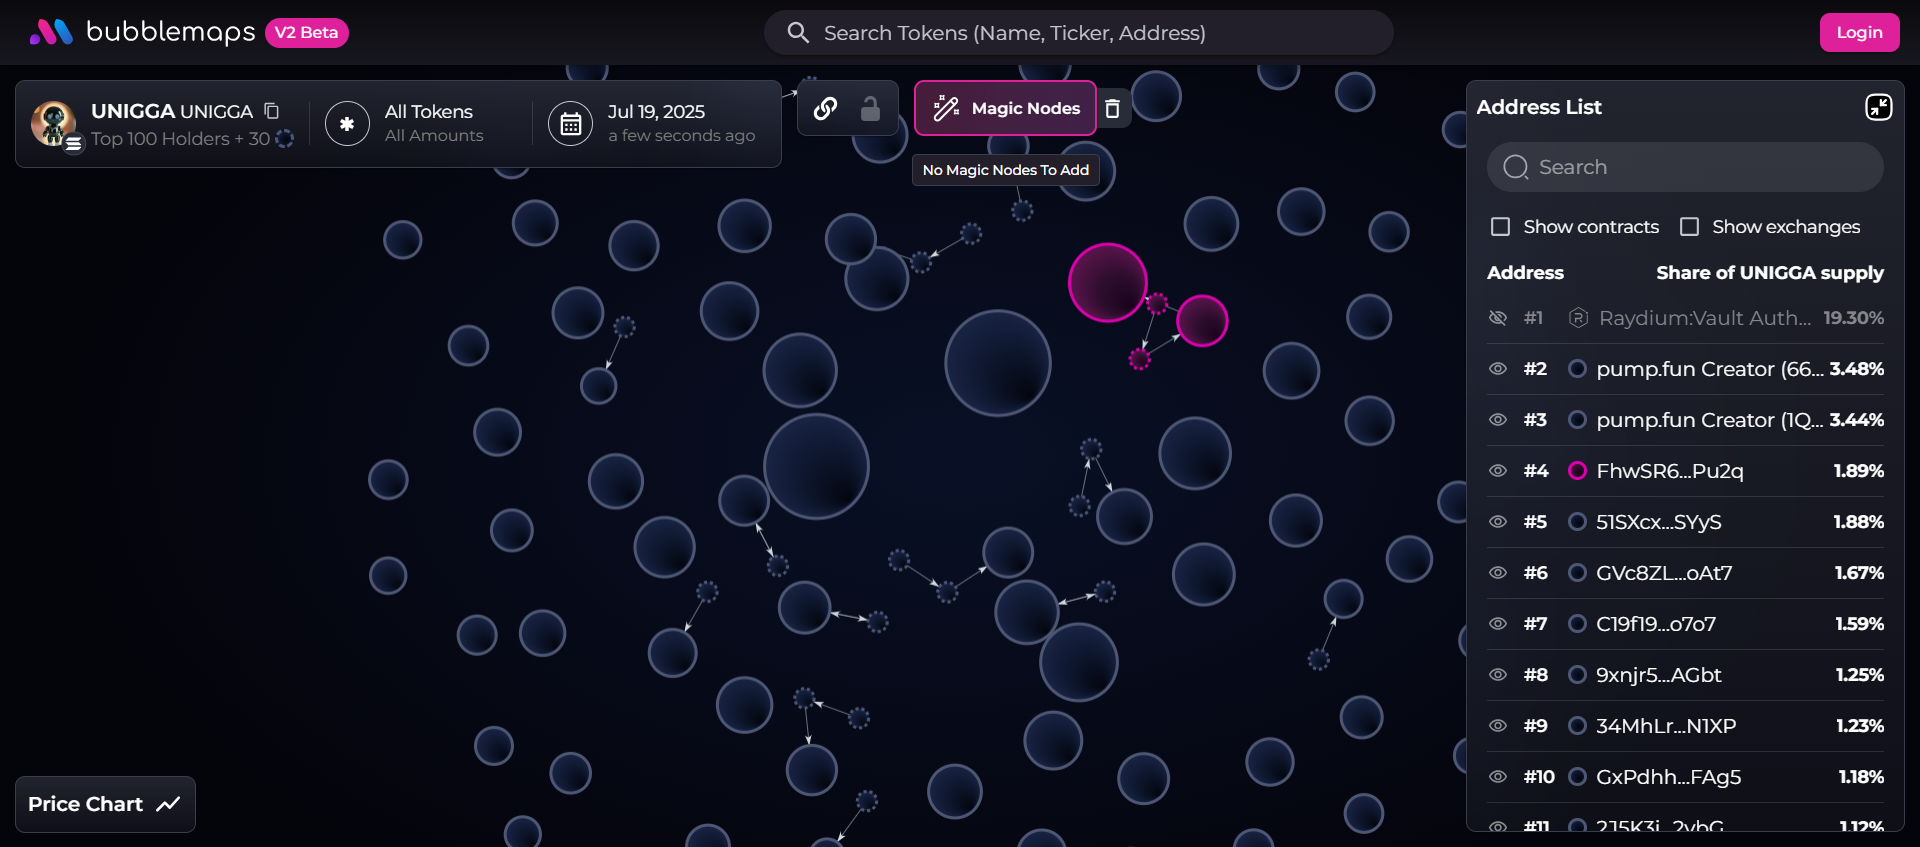 bubblemaps V2 Beta
Search Tokens (Name, Ticker, Address)
Login
UNIGGA UNIGGA
Top 100 Holders + 30
All Tokens
All Amounts
Jul 19, 2025
a few seconds ago
Magic Nodes
No Magic Nodes To Add
Address List
Search
Show contracts Show exchanges
Address Share of UNIGGA supply
#1 Raydium:Vault Auth... 19.30%
#2 pump.fun Creator (66... 3.48%
#3 pump.fun Creator (1Q... 3.44%
#4 FhwSR6...Pu2q 1.89%
#5 51SXcx...SYyS 1.88%
#6 GVc8ZL...oAt7 1.67%
#7 C19f19...o7o7 1.59%
#8 9xnjr5...AGbt 1.25%
#9 34MhLr...N1XP 1.23%
#10 GxPdhh...FAg5 1.18%
#11 1.12%
Price Chart